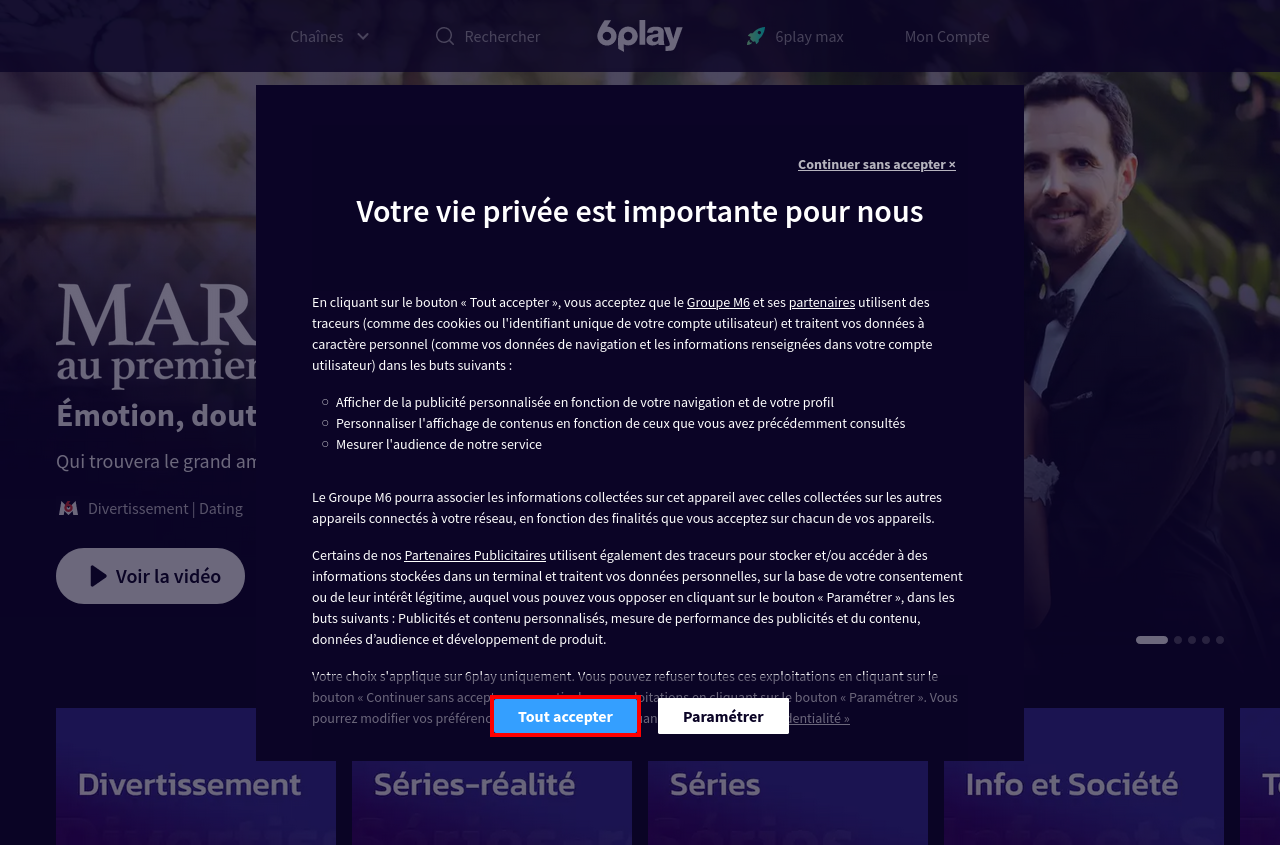 Chaînes
Rechercher
6play
6play max
Mon Compte
Continuer sans accepter ×
Votre vie privée est importante pour nous
En cliquant sur le bouton « Tout accepter », vous acceptez que le Groupe M6 et ses partenaires utilisent des
traceurs (comme des cookies ou l'identifiant unique de votre compte utilisateur) et traitent vos données à
caractère personnel (comme vos données de navigation et les informations renseignées dans votre compte
utilisateur) dans les buts suivants :
Afficher de la publicité personnalisée en fonction de votre navigation et de votre profil
Personnaliser l'affichage de contenus en fonction de ceux que vous avez précédemment consultés
Mesurer l'audience de notre service
Le Groupe M6 pourra associer les informations collectées sur cet appareil avec celles collectées sur les autres
appareils connectés à votre réseau, en fonction des finalités que vous acceptez sur chacun de vos appareils.
Certains de nos Partenaires Publicitaires utilisent également des traceurs pour stocker et/ou accéder à des
informations stockées dans un terminal et traitent vos données personnelles, sur la base de votre consentement
ou de leur intérêt légitime, auquel vous pouvez vous opposer en cliquant sur le bouton « Paramétrer », dans les
buts suivants : Publicités et contenu personnalisés, mesure de performance des publicités et du contenu,
données d’audience et développement de produit.
Votre choix s'applique sur 6play uniquement. Vous pouvez refuser toutes ces exploitations en cliquant sur le
bouton « Continuer sans en cliquant sur le bouton « Paramétrer ». Vous
pourrez modifier vos
Tout accepter
Paramétrer
MAR
au premier
Émotion, dout
Qui trouvera le grand am
Divertissement | Dating
Voir la vidéo
Divertissement
Séries-réalité
Séries
Info et Société